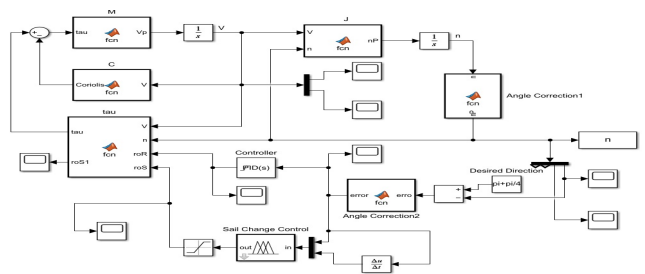 M
J
tau Vp
fcn
1
s
V
V nP
n
fcn
1
s
n
C
Coriolis V
fcn
fcn
Angle Correction1
tau
tau V
n
roR
roS1 roS
fcn
n
Controller
PID(s)
Desired Direction
pi+pi/4
error erro
fcn
+
−
Angle Correction2
Sail Change Control
out in
Δu
Δt